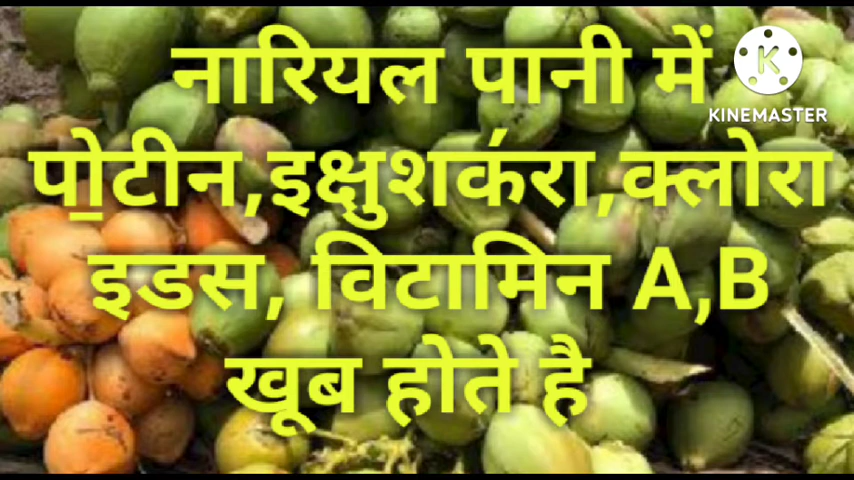 नारियल पानी में
KINEMASTER
पो॒टीन,इक्षुशर्करा,क्लोरा
इडस, विटामिन A,B
खूब होते है